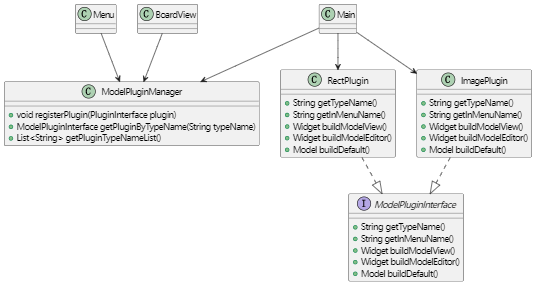 C Menu
C BoardView
C Main
C ModelPluginManager
void registerPlugin(PluginInterface plugin)
ModelPluginInterface getPluginByTypeName(String typeName)
List<String> getPluginTypeNameList()
C RectPlugin
String getTypeName()
String getInMenuName()
Widget buildModelView()
Widget buildModelEditor()
Model buildDefault()
C ImagePlugin
String getTypeName()
String getInMenuName()
Widget buildModelView()
Widget buildModelEditor()
Model buildDefault()
I ModelPluginInterface
String getTypeName()
String getInMenuName()
Widget buildModelView()
Widget buildModelEditor()
Model buildDefault()